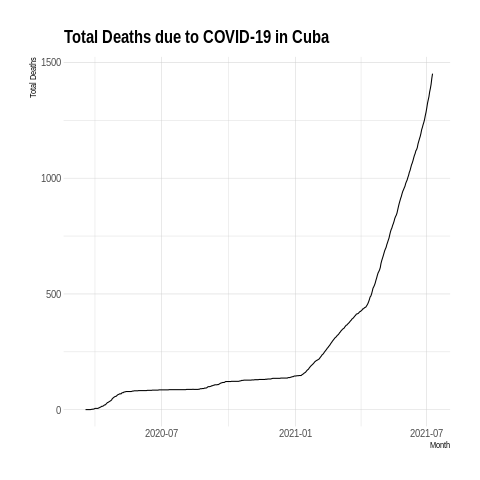 Total Deaths due to COVID-19 in Cuba
Total Deaths
1500
1000
500
0
2020-07
2021-01
2021-07
Month